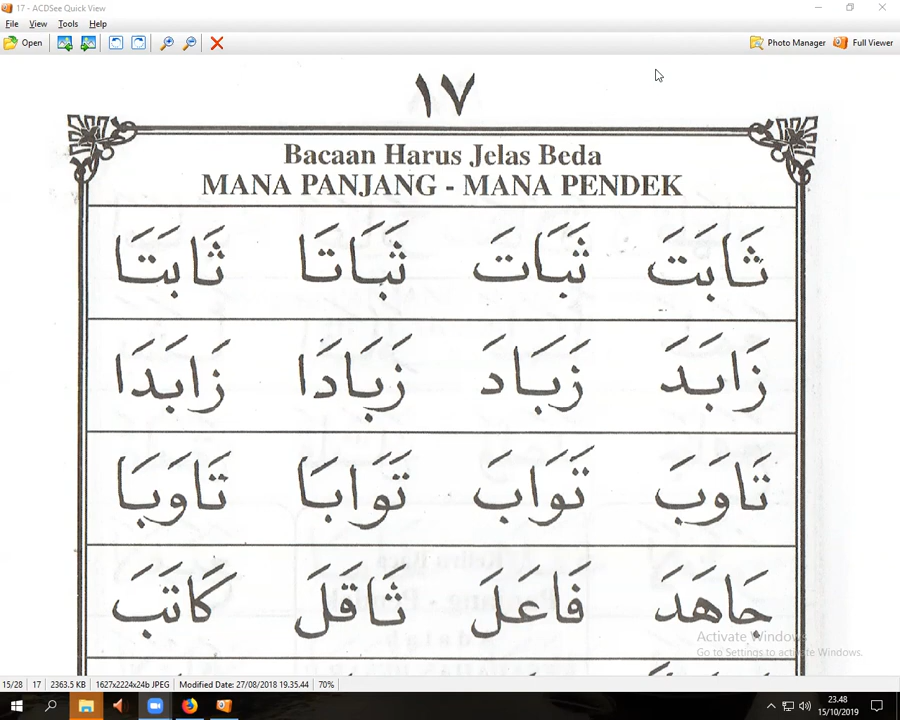 17 - ACDSee Quick View
File View Tools Help
Open Photo Manager Full Viewer
١٧
Bacaan Harus Jelas Beda
MANA PANJANG - MANA PENDEK
ثَابَتَ ثَبَاتَ ثَبَاتَا ثَابَتَا
زَابَدَ زَبَادَ زَبَادَا زَابَدَا
تَاوَبَ تَوَابَ تَوَابَا تَاوَبَا
جَاهَدَ فَاعَلَ ثَاقَلَ كَاتَبَ
Activate Windows
Go to Settings to activate Windows.
15/28 17 2363.5 KB 1627x2224x24b JPEG Modified Date: 27/08/2018 19.35.44 70%
23.48
15/10/2019